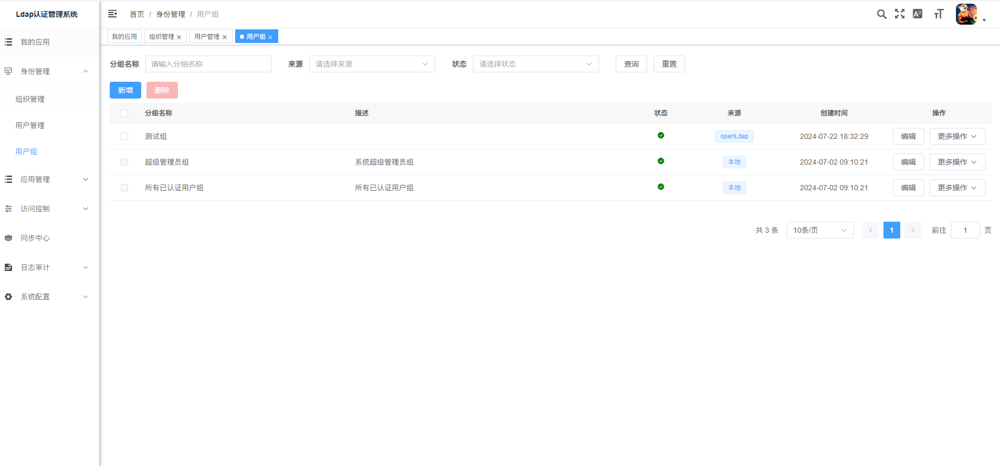 Ldap认证管理系统
首页 / 身份管理 / 用户组
我的应用
组织管理
用户管理
用户组
我的应用
身份管理
组织管理
用户管理
用户组
应用管理
访问控制
同步中心
日志审计
系统配置
分组名称 请输入分组名称 来源 请选择来源 状态 请选择状态 查询 重置
新增 删除
分组名称 描述 状态 来源 创建时间 操作
测试组 openLdap 2024-07-22 18:32:29 编辑 更多操作
超级管理员组 系统超级管理员组 本地 2024-07-02 09:10:21 编辑 更多操作
所有已认证用户组 所有已认证用户组 本地 2024-07-02 09:10:21 编辑 更多操作
共 3 条 10条/页 1 前往 1 页